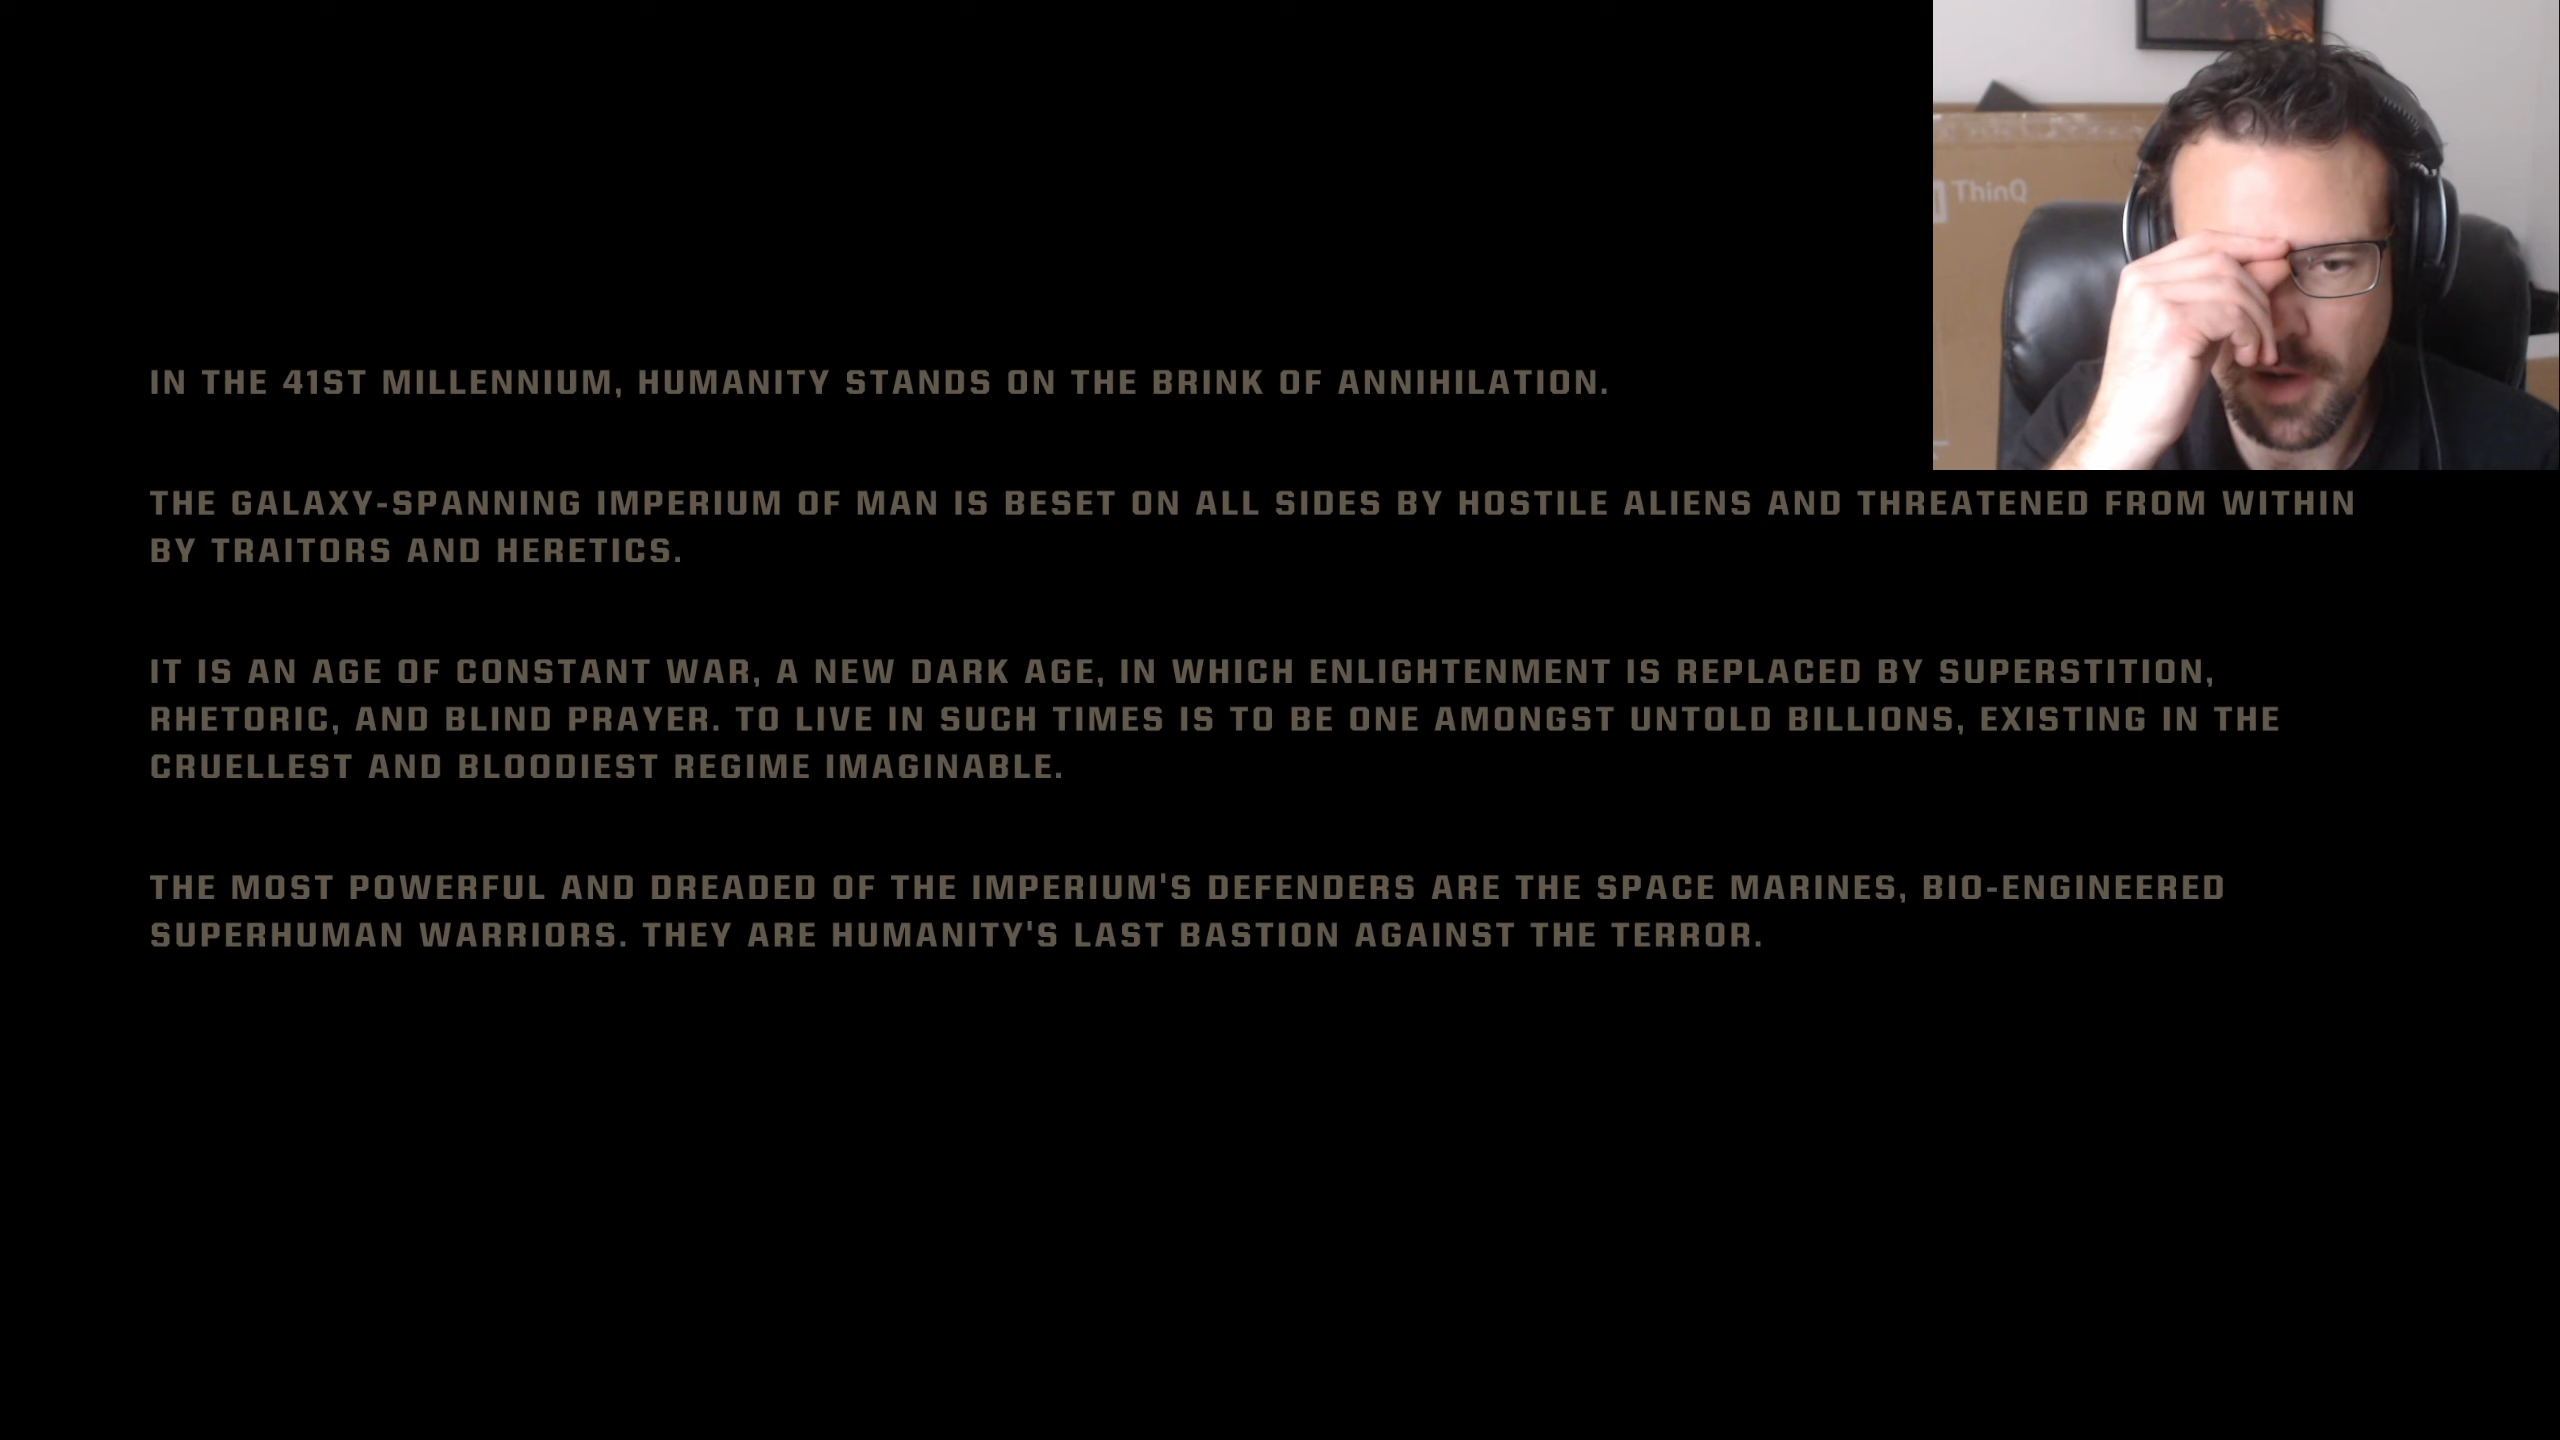 IN THE 41ST MILLENNIUM, HUMANITY STANDS ON THE BRINK OF ANNIHILATION.
THE GALAXY-SPANNING IMPERIUM OF MAN IS BESET ON ALL SIDES BY HOSTILE ALIENS AND THREATENED FROM WITHIN
BY TRAITORS AND HERETICS.
IT IS AN AGE OF CONSTANT WAR, A NEW DARK AGE, IN WHICH ENLIGHTENMENT IS REPLACED BY SUPERSTITION,
RHETORIC, AND BLIND PRAYER. TO LIVE IN SUCH TIMES IS TO BE ONE AMONGST UNTOLD BILLIONS, EXISTING IN THE
CRUELLEST AND BLOODIEST REGIME IMAGINABLE.
THE MOST POWERFUL AND DREADED OF THE IMPERIUM'S DEFENDERS ARE THE SPACE MARINES, BIO-ENGINEERED
SUPERHUMAN WARRIORS. THEY ARE HUMANITY'S LAST BASTION AGAINST THE TERROR.
ThinQ